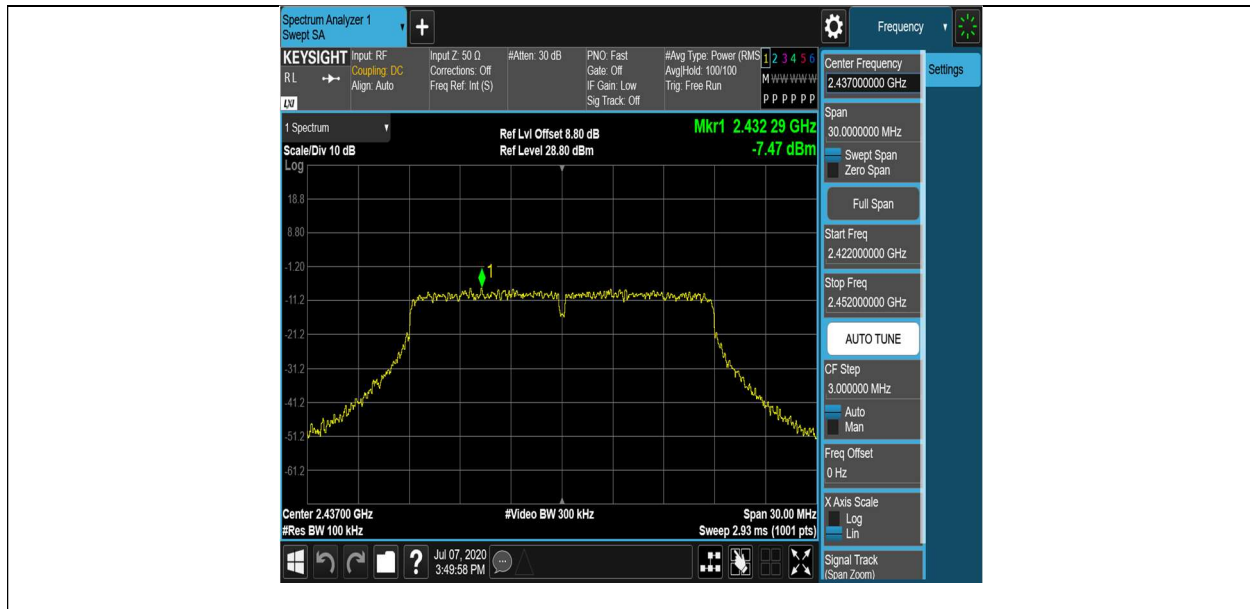 Spectrum Analyzer 1
Swept SA
+
Frequency
KEYSIGHT
RL
LXI
Input: RF
Coupling: DC
Align: Auto
Input Z: 50 Ω
Corrections: Off
Freq Ref: Int (S)
#Atten: 30 dB
PNO: Fast
Gate: Off
IF Gain: Low
Sig Track: Off
#Avg Type: Power (RMS
Avg|Hold: 100/100
Trig: Free Run
1 2 3 4 5 6
M W W W W W
P P P P P P
1 Spectrum
Scale/Div 10 dB
Log
Ref Lvl Offset 8.80 dB
Ref Level 28.80 dBm
Mkr1 2.432 29 GHz
-7.47 dBm
18.8
8.80
-1.20
-11.2
-21.2
-31.2
-41.2
-51.2
-61.2
1
Center 2.43700 GHz
#Res BW 100 kHz
#Video BW 300 kHz
Span 30.00 MHz
Sweep 2.93 ms (1001 pts)
Center Frequency
2.437000000 GHz
Settings
Span
30.0000000 MHz
Swept Span
Zero Span
Full Span
Start Freq
2.422000000 GHz
Stop Freq
2.452000000 GHz
AUTO TUNE
CF Step
3.000000 MHz
Auto
Man
Freq Offset
0 Hz
X Axis Scale
Log
Lin
Signal Track
(Span Zoom)
?
Jul 07, 2020
3:49:58 PM